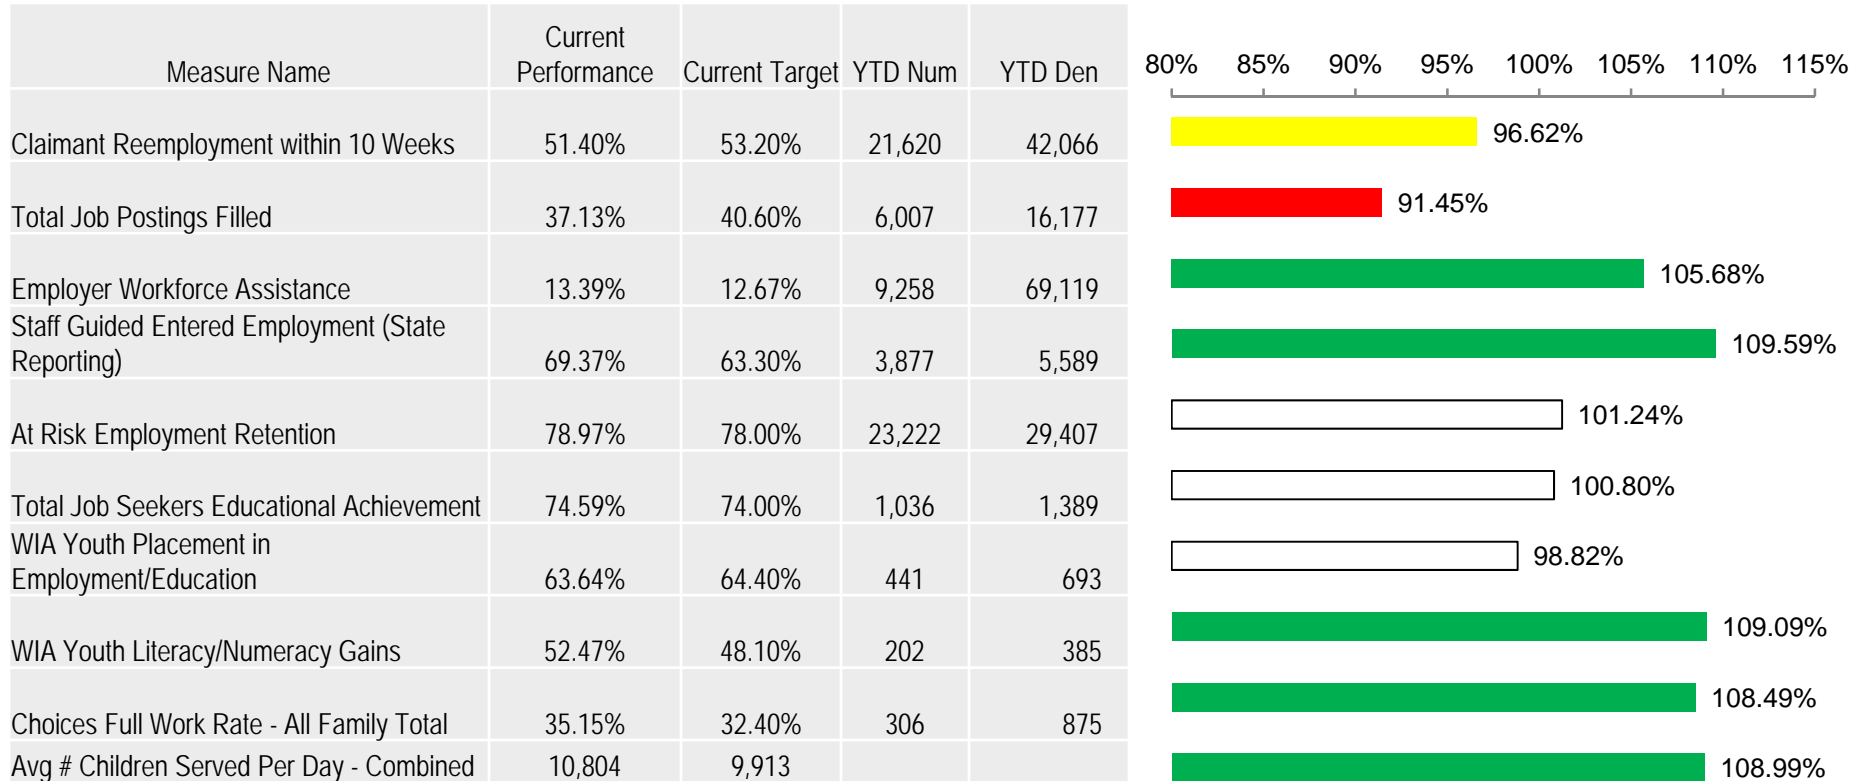 Measure Name Current Performance Current Target YTD Num YTD Den
80% 85% 90% 95% 100% 105% 110% 115%
Claimant Reemployment within 10 Weeks 51.40% 53.20% 21,620 42,066 96.62%
Total Job Postings Filled 37.13% 40.60% 6,007 16,177 91.45%
Employer Workforce Assistance 13.39% 12.67% 9,258 69,119 105.68%
Staff Guided Entered Employment (State
Reporting) 69.37% 63.30% 3,877 5,589 109.59%
At Risk Employment Retention 78.97% 78.00% 23,222 29,407 101.24%
Total Job Seekers Educational Achievement 74.59% 74.00% 1,036 1,389 100.80%
WIA Youth Placement in
Employment/Education 63.64% 64.40% 441 693 98.82%
WIA Youth Literacy/Numeracy Gains 52.47% 48.10% 202 385 109.09%
Choices Full Work Rate - All Family Total 35.15% 32.40% 306 875 108.49%
Avg # Children Served Per Day - Combined 10,804 9,913 108.99%